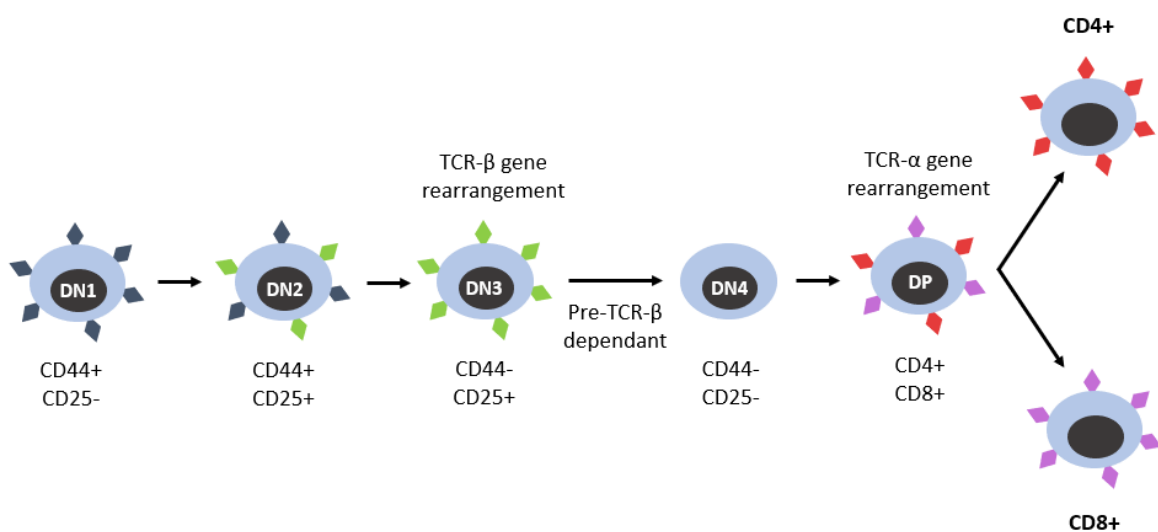 CD4+
TCR-β gene
rearrangement
TCR-α gene
rearrangement
DN1
DN2
DN3
DN4
DP
Pre-TCR-β
dependant
CD44+
CD25-
CD44+
CD25+
CD44-
CD25+
CD44-
CD25-
CD4+
CD8+
CD8+